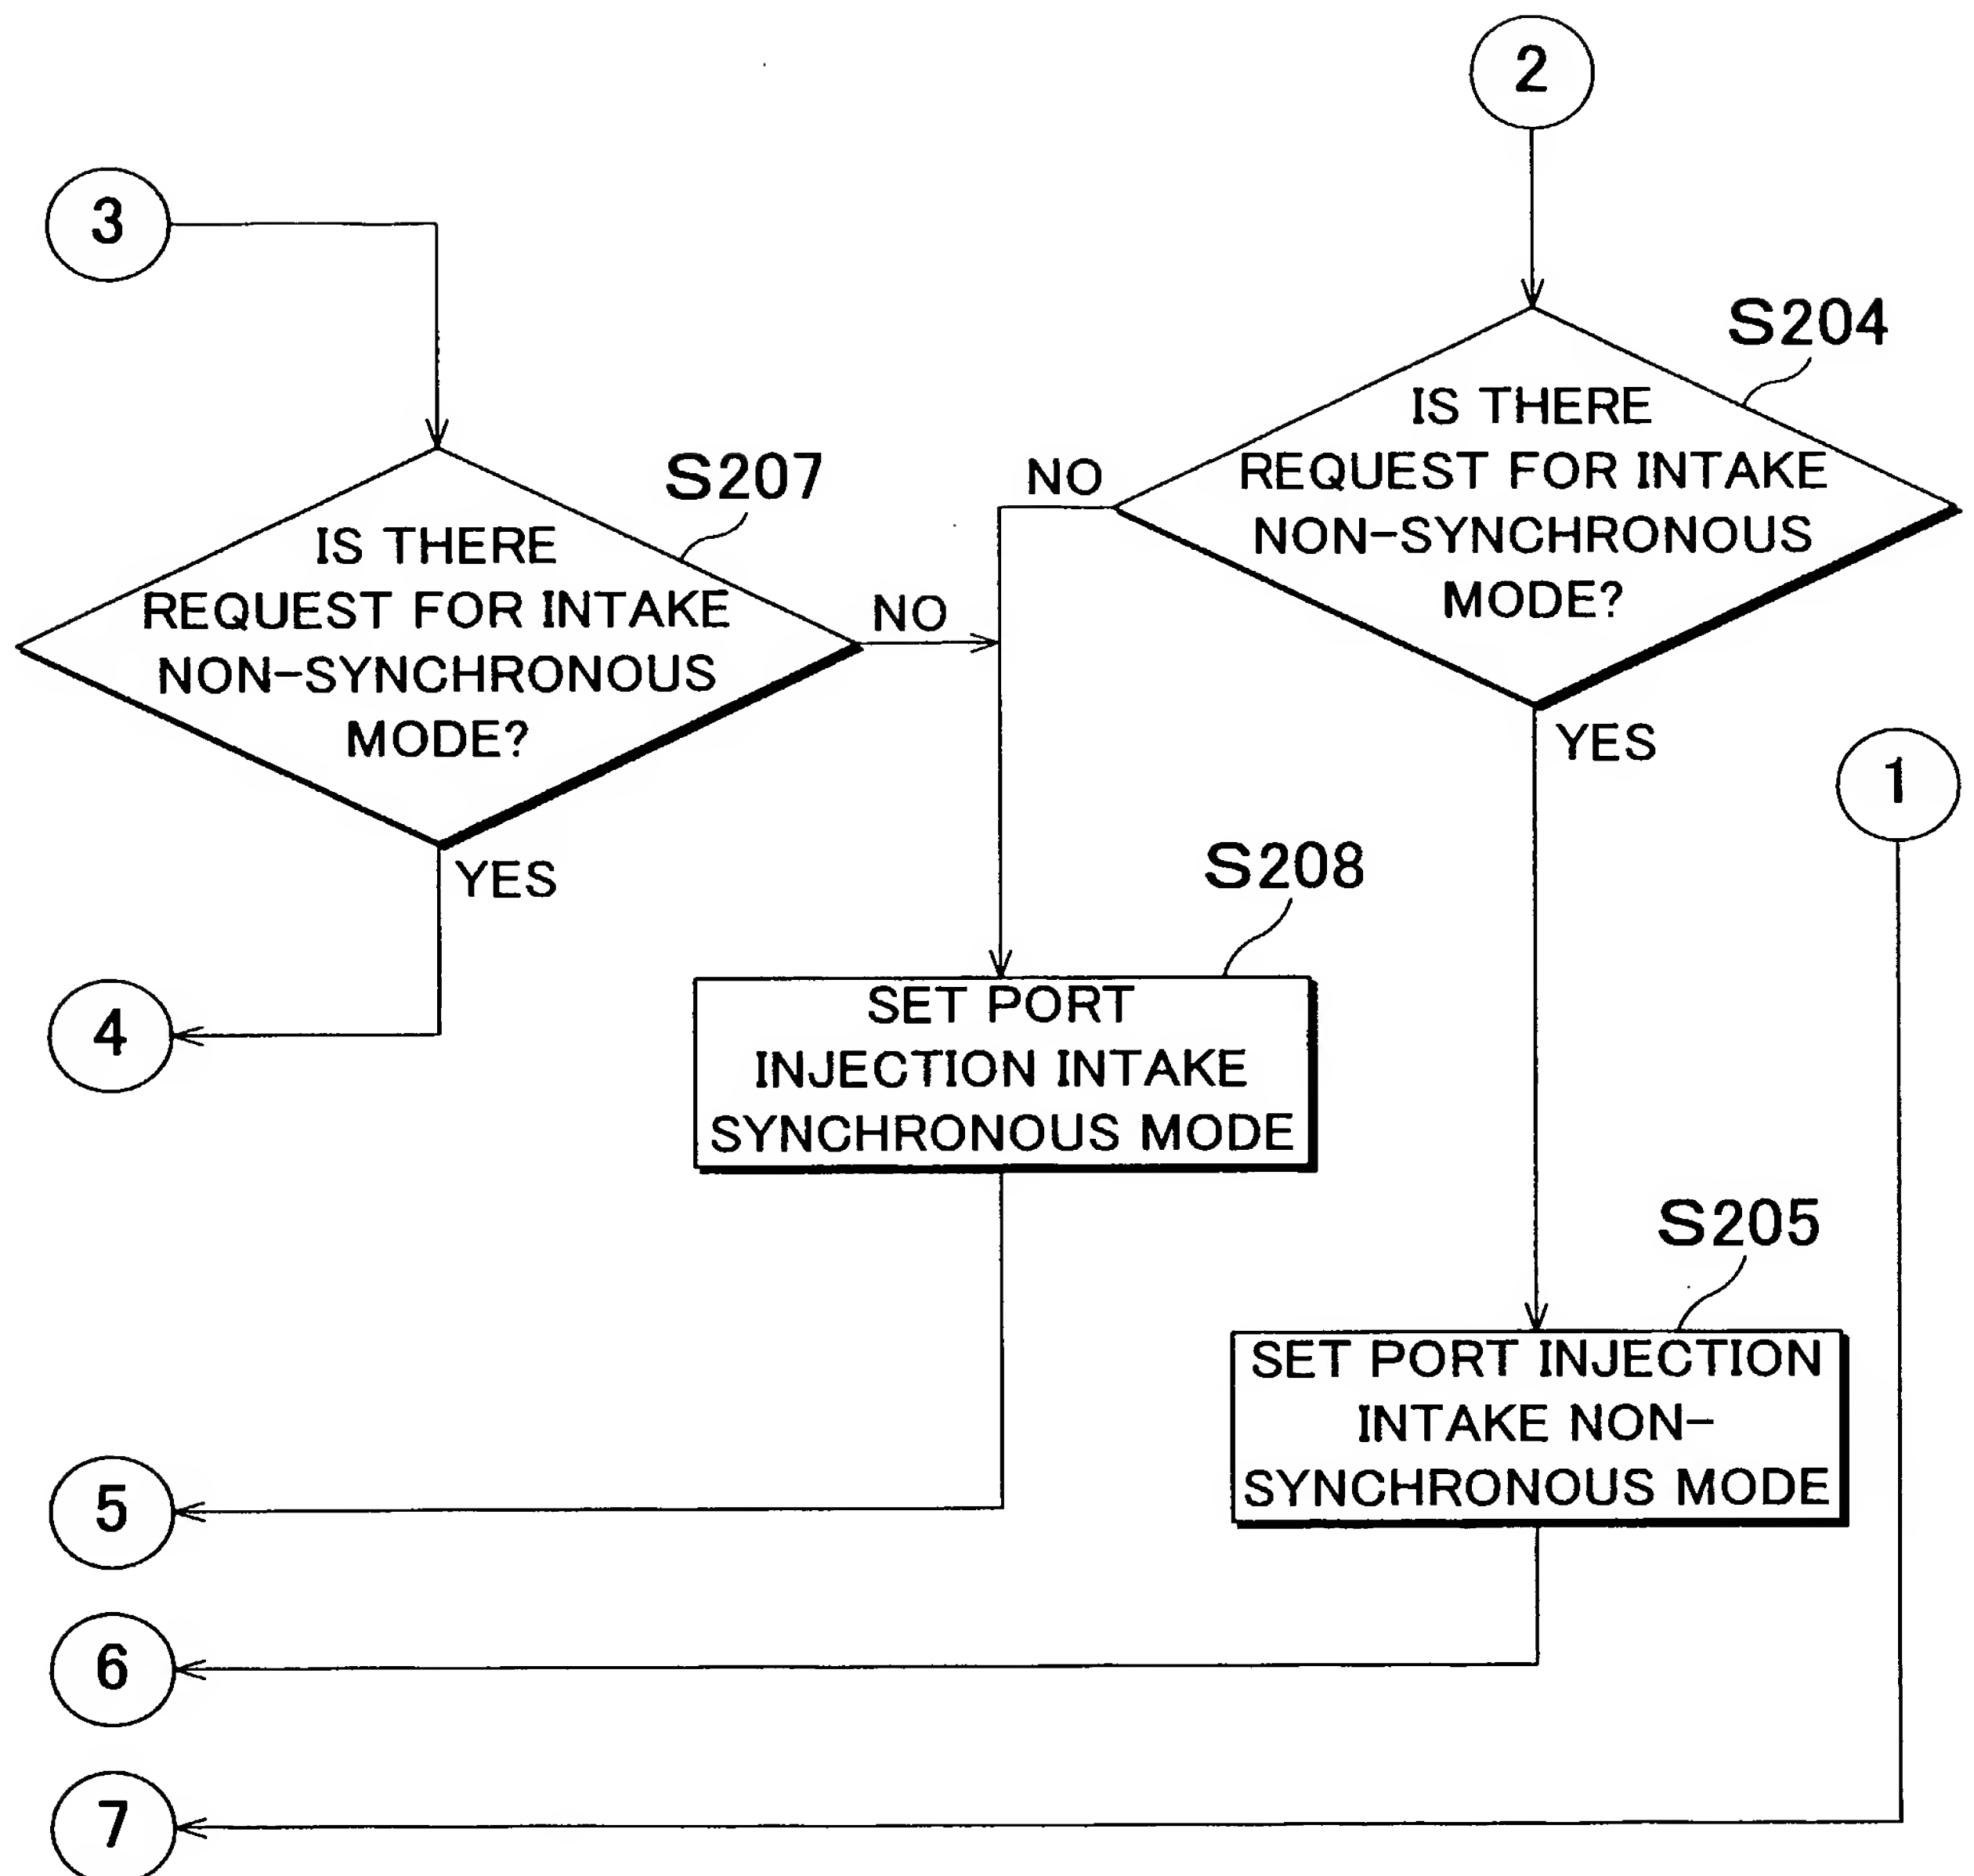 2
3
S204
IS THERE
REQUEST FOR INTAKE
NON-SYNCHRONOUS
MODE?
NO
YES
S207
IS THERE
REQUEST FOR INTAKE
NON-SYNCHRONOUS
MODE?
NO
YES
1
4
S208
SET PORT
INJECTION INTAKE
SYNCHRONOUS MODE
S205
SET PORT INJECTION
INTAKE NON-
SYNCHRONOUS MODE
5
6
7